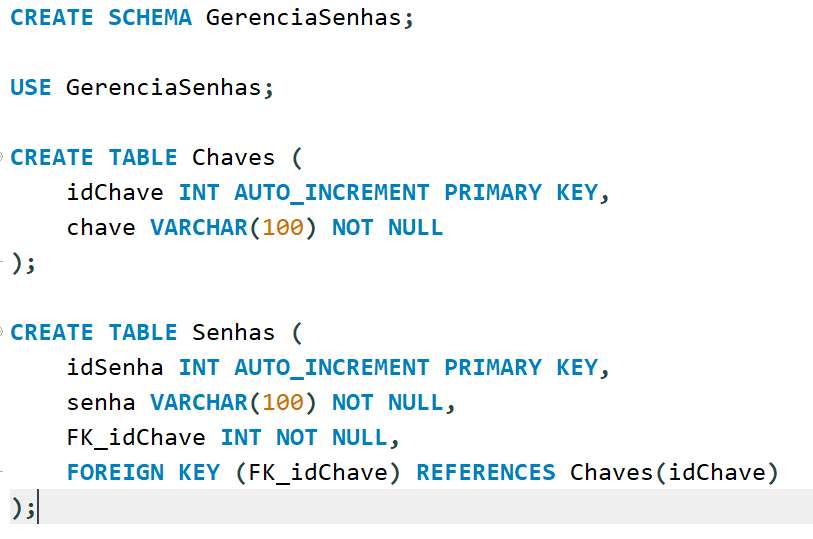 CREATE SCHEMA GerenciaSenhas;
USE GerenciaSenhas;
CREATE TABLE Chaves (
    idChave INT AUTO_INCREMENT PRIMARY KEY,
    chave VARCHAR(100) NOT NULL
);
CREATE TABLE Senhas (
    idSenha INT AUTO_INCREMENT PRIMARY KEY,
    senha VARCHAR(100) NOT NULL,
    FK_idChave INT NOT NULL,
    FOREIGN KEY (FK_idChave) REFERENCES Chaves(idChave)
);